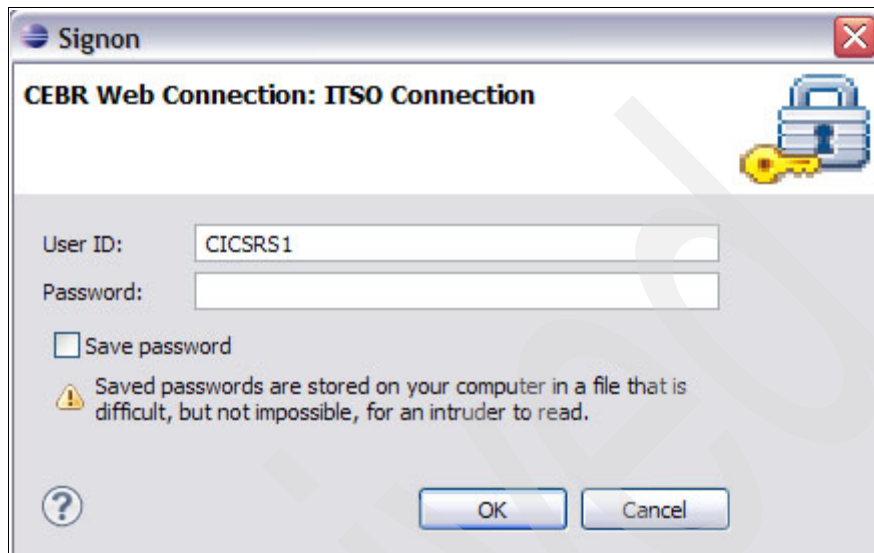 Signon
CEBR Web Connection: ITSO Connection
User ID: CICSRS1
Password:
Save password
Saved passwords are stored on your computer in a file that is
difficult, but not impossible, for an intruder to read.
?
OK Cancel